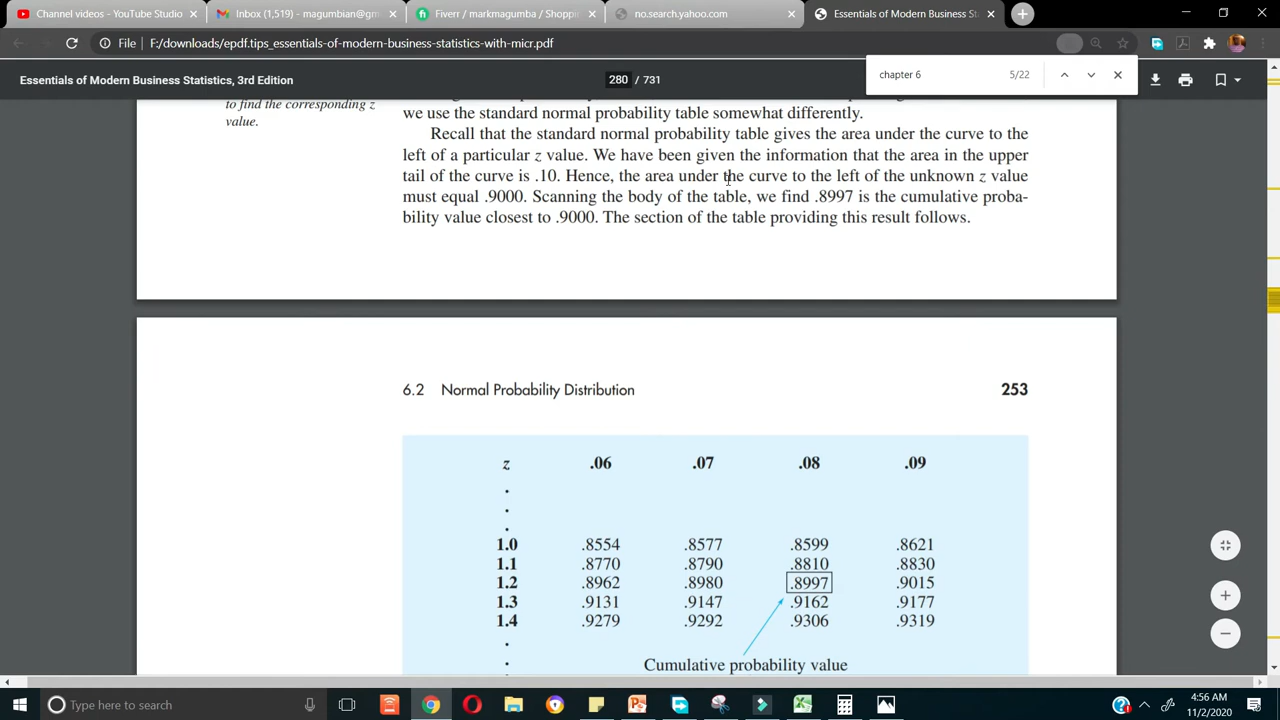 Channel videos - YouTube Studio
Inbox (1,519) - magumbian@gm
Fiverr / markmagumba / Shoppi
no.search.yahoo.com
Essentials of Modern Business St
File F:/downloads/epdf.tips_essentials-of-modern-business-statistics-with-micr.pdf
Essentials of Modern Business Statistics, 3rd Edition
280 / 731
chapter 6 5/22
to find the corresponding z
value.
we use the standard normal probability table somewhat differently.
Recall that the standard normal probability table gives the area under the curve to the
left of a particular z value. We have been given the information that the area in the upper
tail of the curve is .10. Hence, the area under the curve to the left of the unknown z value
must equal .9000. Scanning the body of the table, we find .8997 is the cumulative proba-
bility value closest to .9000. The section of the table providing this result follows.
6.2 Normal Probability Distribution 253
z .06 .07 .08 .09
.
.
.
1.0 .8554 .8577 .8599 .8621
1.1 .8770 .8790 .8810 .8830
1.2 .8962 .8980 .8997 .9015
1.3 .9131 .9147 .9162 .9177
1.4 .9279 .9292 .9306 .9319
.
.
Cumulative probability value
Type here to search
4:56 AM
11/2/2020